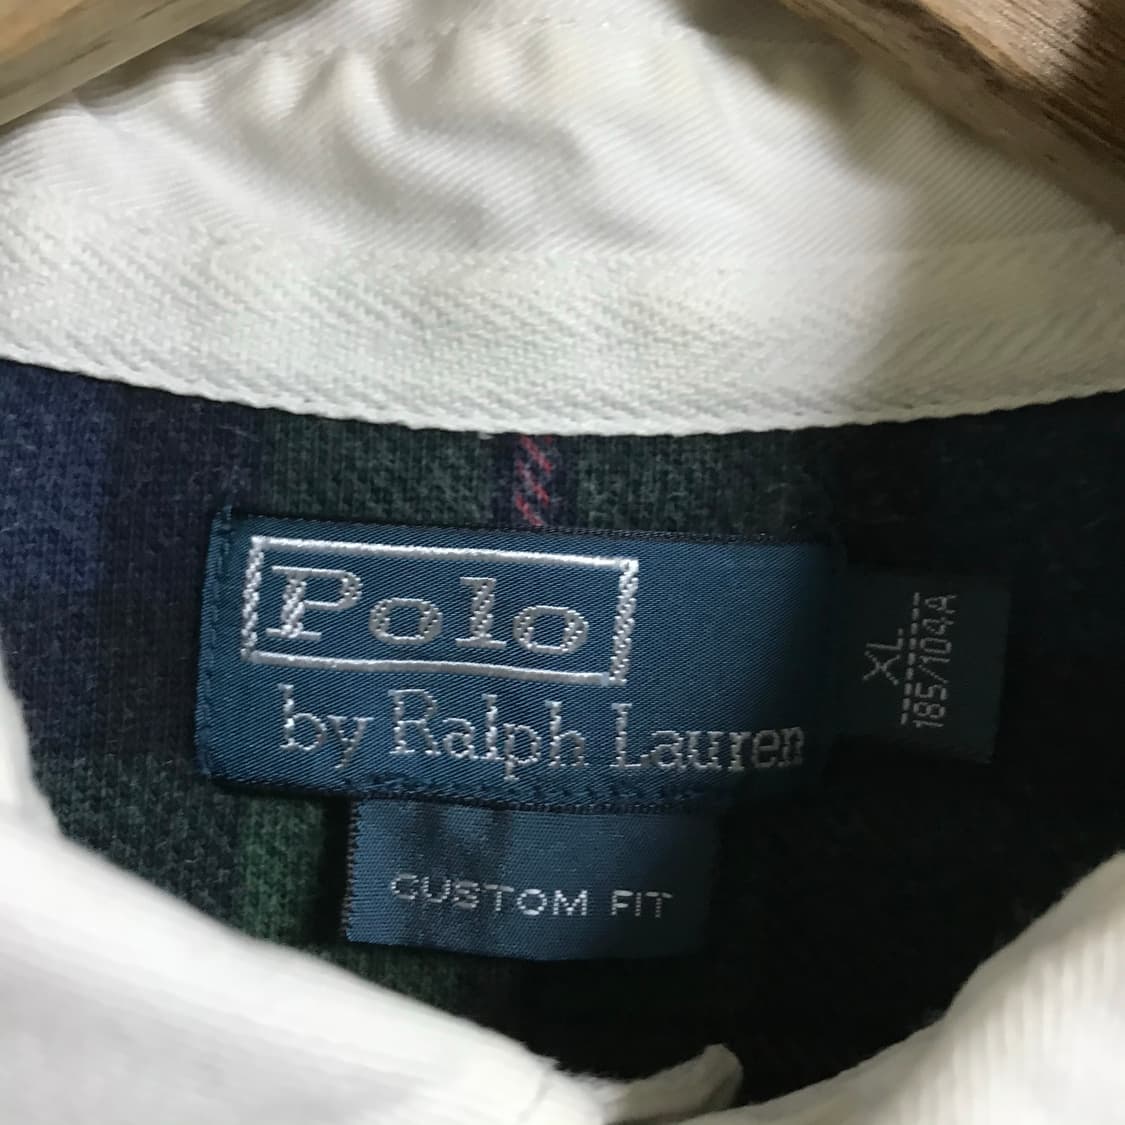 Polo
by Ralph Lauren
XL
185/104A
CUSTOM FIT